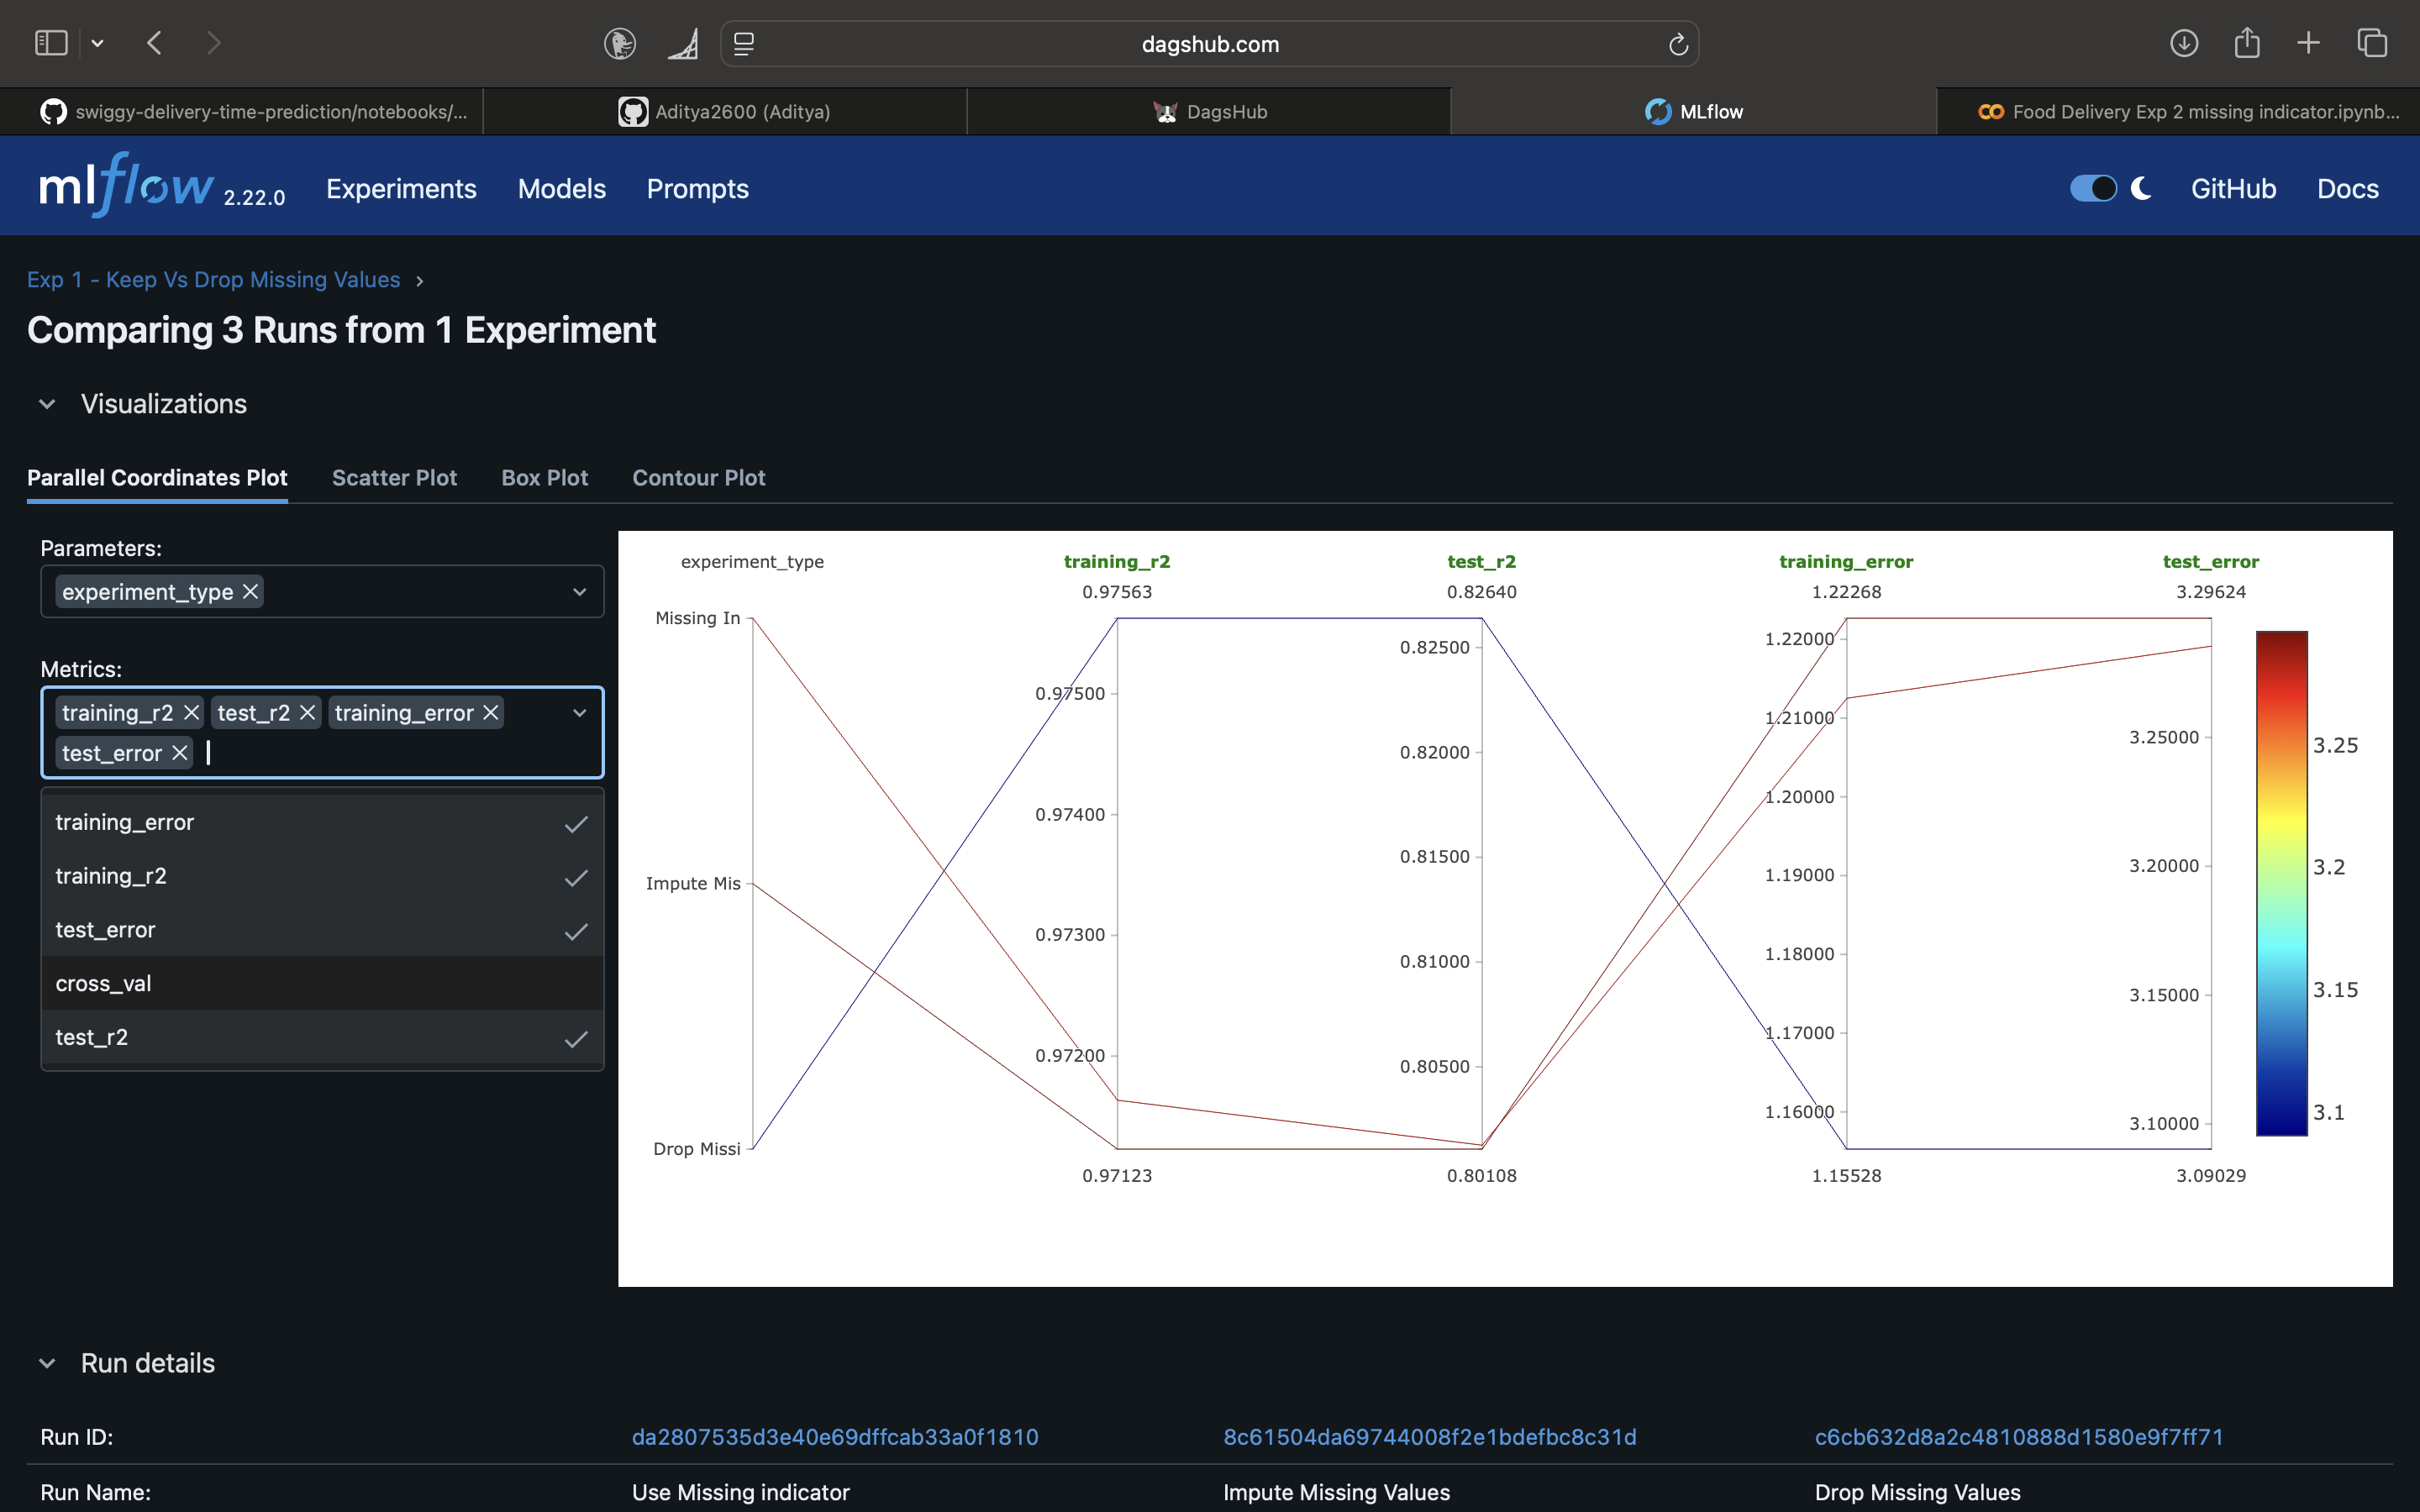 dagshub.com
swiggy-delivery-time-prediction/notebooks/...
Aditya2600 (Aditya)
DagsHub
MLflow
Food Delivery Exp 2 missing indicator.ipynb...
mlflow 2.22.0
Experiments
Models
Prompts
GitHub
Docs
Exp 1 - Keep Vs Drop Missing Values
Comparing 3 Runs from 1 Experiment
Visualizations
Parallel Coordinates Plot
Scatter Plot
Box Plot
Contour Plot
Parameters:
experiment_type
Metrics:
training_r2 test_r2 training_error
test_error
training_error
training_r2
test_error
cross_val
test_r2
experiment_type
Missing In
Impute Mis
Drop Missi
training_r2
0.97563
0.97500
0.97400
0.97300
0.97200
0.97123
test_r2
0.82640
0.82500
0.82000
0.81500
0.81000
0.80500
0.80108
training_error
1.22268
1.22000
1.21000
1.20000
1.19000
1.18000
1.17000
1.16000
1.15528
test_error
3.29624
3.25000
3.20000
3.15000
3.10000
3.09029
3.25
3.2
3.15
3.1
Run details
Run ID: da2807535d3e40e69dffcab33a0f1810 8c61504da69744008f2e1bdefbc8c31d c6cb632d8a2c4810888d1580e9f7ff71
Run Name: Use Missing indicator Impute Missing Values Drop Missing Values